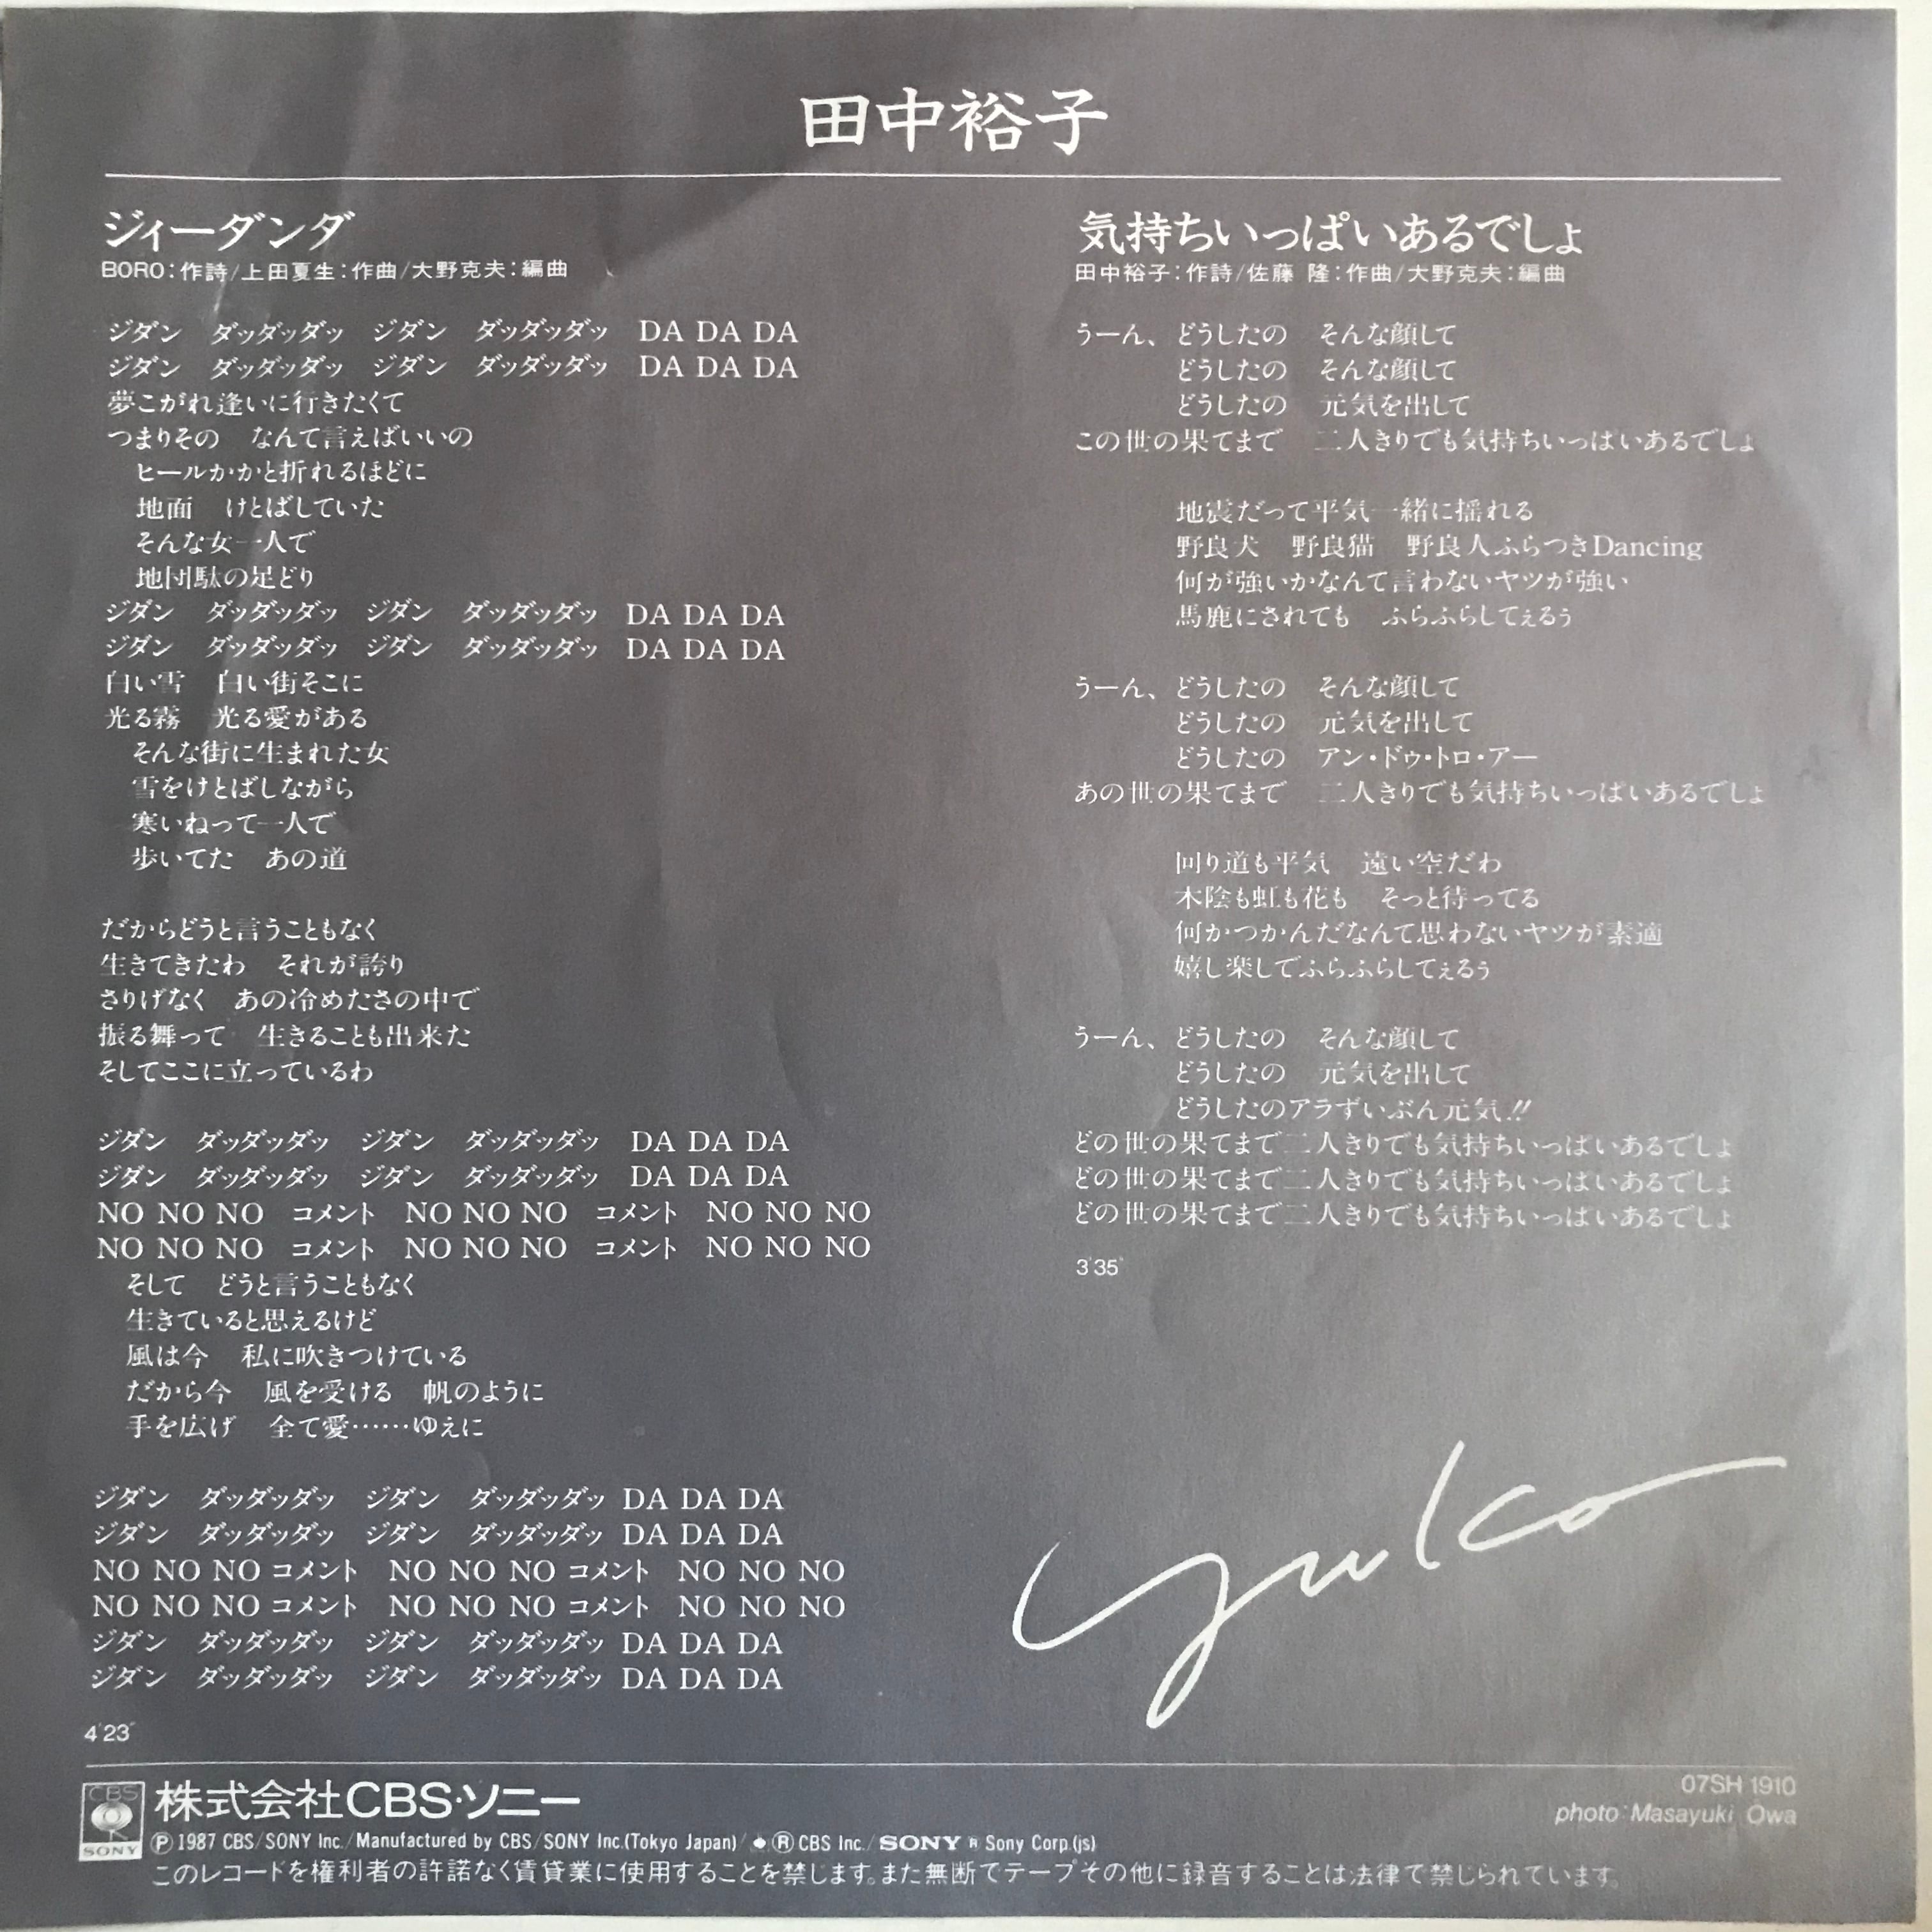 田中裕子
ジィーダンダ
BORO:作詩/上田夏生:作曲/大野克夫:編曲
ジダン　ダッダッダッ　ジダン　ダッダッダッ　DA DA DA
ジダン　ダッダッダッ　ジダン　ダッダッダッ　DA DA DA
夢こがれ逢いに行きたくて
つまりその　なんて言えばいいの
ヒールかかと折れるほどに
地面　けとばしていた
そんな女一人で
地団駄の足どり
ジダン　ダッダッダッ　ジダン　ダッダッダッ　DA DA DA
ジダン　ダッダッダッ　ジダン　ダッダッダッ　DA DA DA
白い雪　白い街そこに
光る霧　光る愛がある
そんな街に生まれた女
雪をけとばしながら
寒いねって一人で
歩いてた　あの道
だからどうと言うこともなく
生きてきたわ　それが誇り
さりげなく　あの冷めたさの中で
振る舞って　生きることも出来た
そしてここに立っているわ
ジダン　ダッダッダッ　ジダン　ダッダッダッ　DA DA DA
ジダン　ダッダッダッ　ジダン　ダッダッダッ　DA DA DA
NO NO NO　コメント　NO NO NO　コメント　NO NO NO
NO NO NO　コメント　NO NO NO　コメント　NO NO NO
そして　どうと言うこともなく
生きていると思えるけど
風は今　私に吹きつけている
だから今　風を受ける　帆のように
手を広げ　全て愛……ゆえに
ジダン　ダッダッダッ　ジダン　ダッダッダッ DA DA DA
ジダン　ダッダッダッ　ジダン　ダッダッダッ DA DA DA
NO NO NO コメント　NO NO NO コメント　NO NO NO
NO NO NO コメント　NO NO NO コメント　NO NO NO
ジダン　ダッダッダッ　ジダン　ダッダッダッ DA DA DA
ジダン　ダッダッダッ　ジダン　ダッダッダッ DA DA DA
4'23"
気持ちいっぱいあるでしょ
田中裕子:作詩/佐藤 隆:作曲/大野克夫:編曲
うーん、どうしたの　そんな顔して
どうしたの　そんな顔して
どうしたの　元気を出して
この世の果てまで　二人きりでも気持ちいっぱいあるでしょ
地震だって平気一緒に揺れる
野良犬　野良猫　野良人ふらつきDancing
何が強いかなんて言わないヤツが強い
馬鹿にされても　ふらふらしてぇるぅ
うーん、どうしたの　そんな顔して
どうしたの　元気を出して
どうしたの　アン・ドゥ・トロ・アー
あの世の果てまで　二人きりでも気持ちいっぱいあるでしょ
回り道も平気　遠い空だわ
木陰も虹も花も　そっと待ってる
何かつかんだなんて思わないヤツが素適
嬉し楽しでふらふらしてぇるぅ
うーん、どうしたの　そんな顔して
どうしたの　元気を出して
どうしたのアラずいぶん元気!!
どの世の果てまで二人きりでも気持ちいっぱいあるでしょ
どの世の果てまで二人きりでも気持ちいっぱいあるでしょ
どの世の果てまで二人きりでも気持ちいっぱいあるでしょ
3'35"
yuko
CBS
SONY
株式会社CBS・ソニー
07SH 1910
photo:Masayuki Owa
Ⓟ1987 CBS/SONY Inc./Manufactured by CBS/SONY Inc.(Tokyo Japan)/◆Ⓡ CBS Inc./SONY ® Sony Corp.(js)
このレコードを権利者の許諾なく賃貸業に使用することを禁じます。また無断でテープその他に録音することは法律で禁じられています。